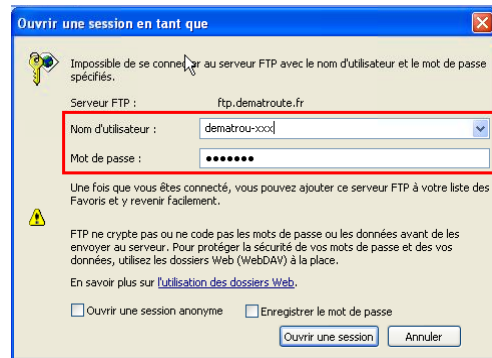 Ouvrir une session en tant que
Impossible de se connecter au serveur FTP avec le nom d'utilisateur et le mot de passe
spécifiés.
Serveur FTP : ftp.dematroute.fr
Nom d'utilisateur : dematrou-xxx
Mot de passe : •••••••
Une fois que vous êtes connecté, vous pouvez ajouter ce serveur FTP à votre liste des
Favoris et y revenir facilement.
FTP ne crypte pas ou ne code pas les mots de passe ou les données avant de les
envoyer au serveur. Pour protéger la sécurité de vos mots de passe et des vos
données, utilisez les dossiers Web (WebDAV) à la place.
En savoir plus sur l'utilisation des dossiers Web.
Ouvrir une session anonyme Enregistrer le mot de passe
Ouvrir une session Annuler